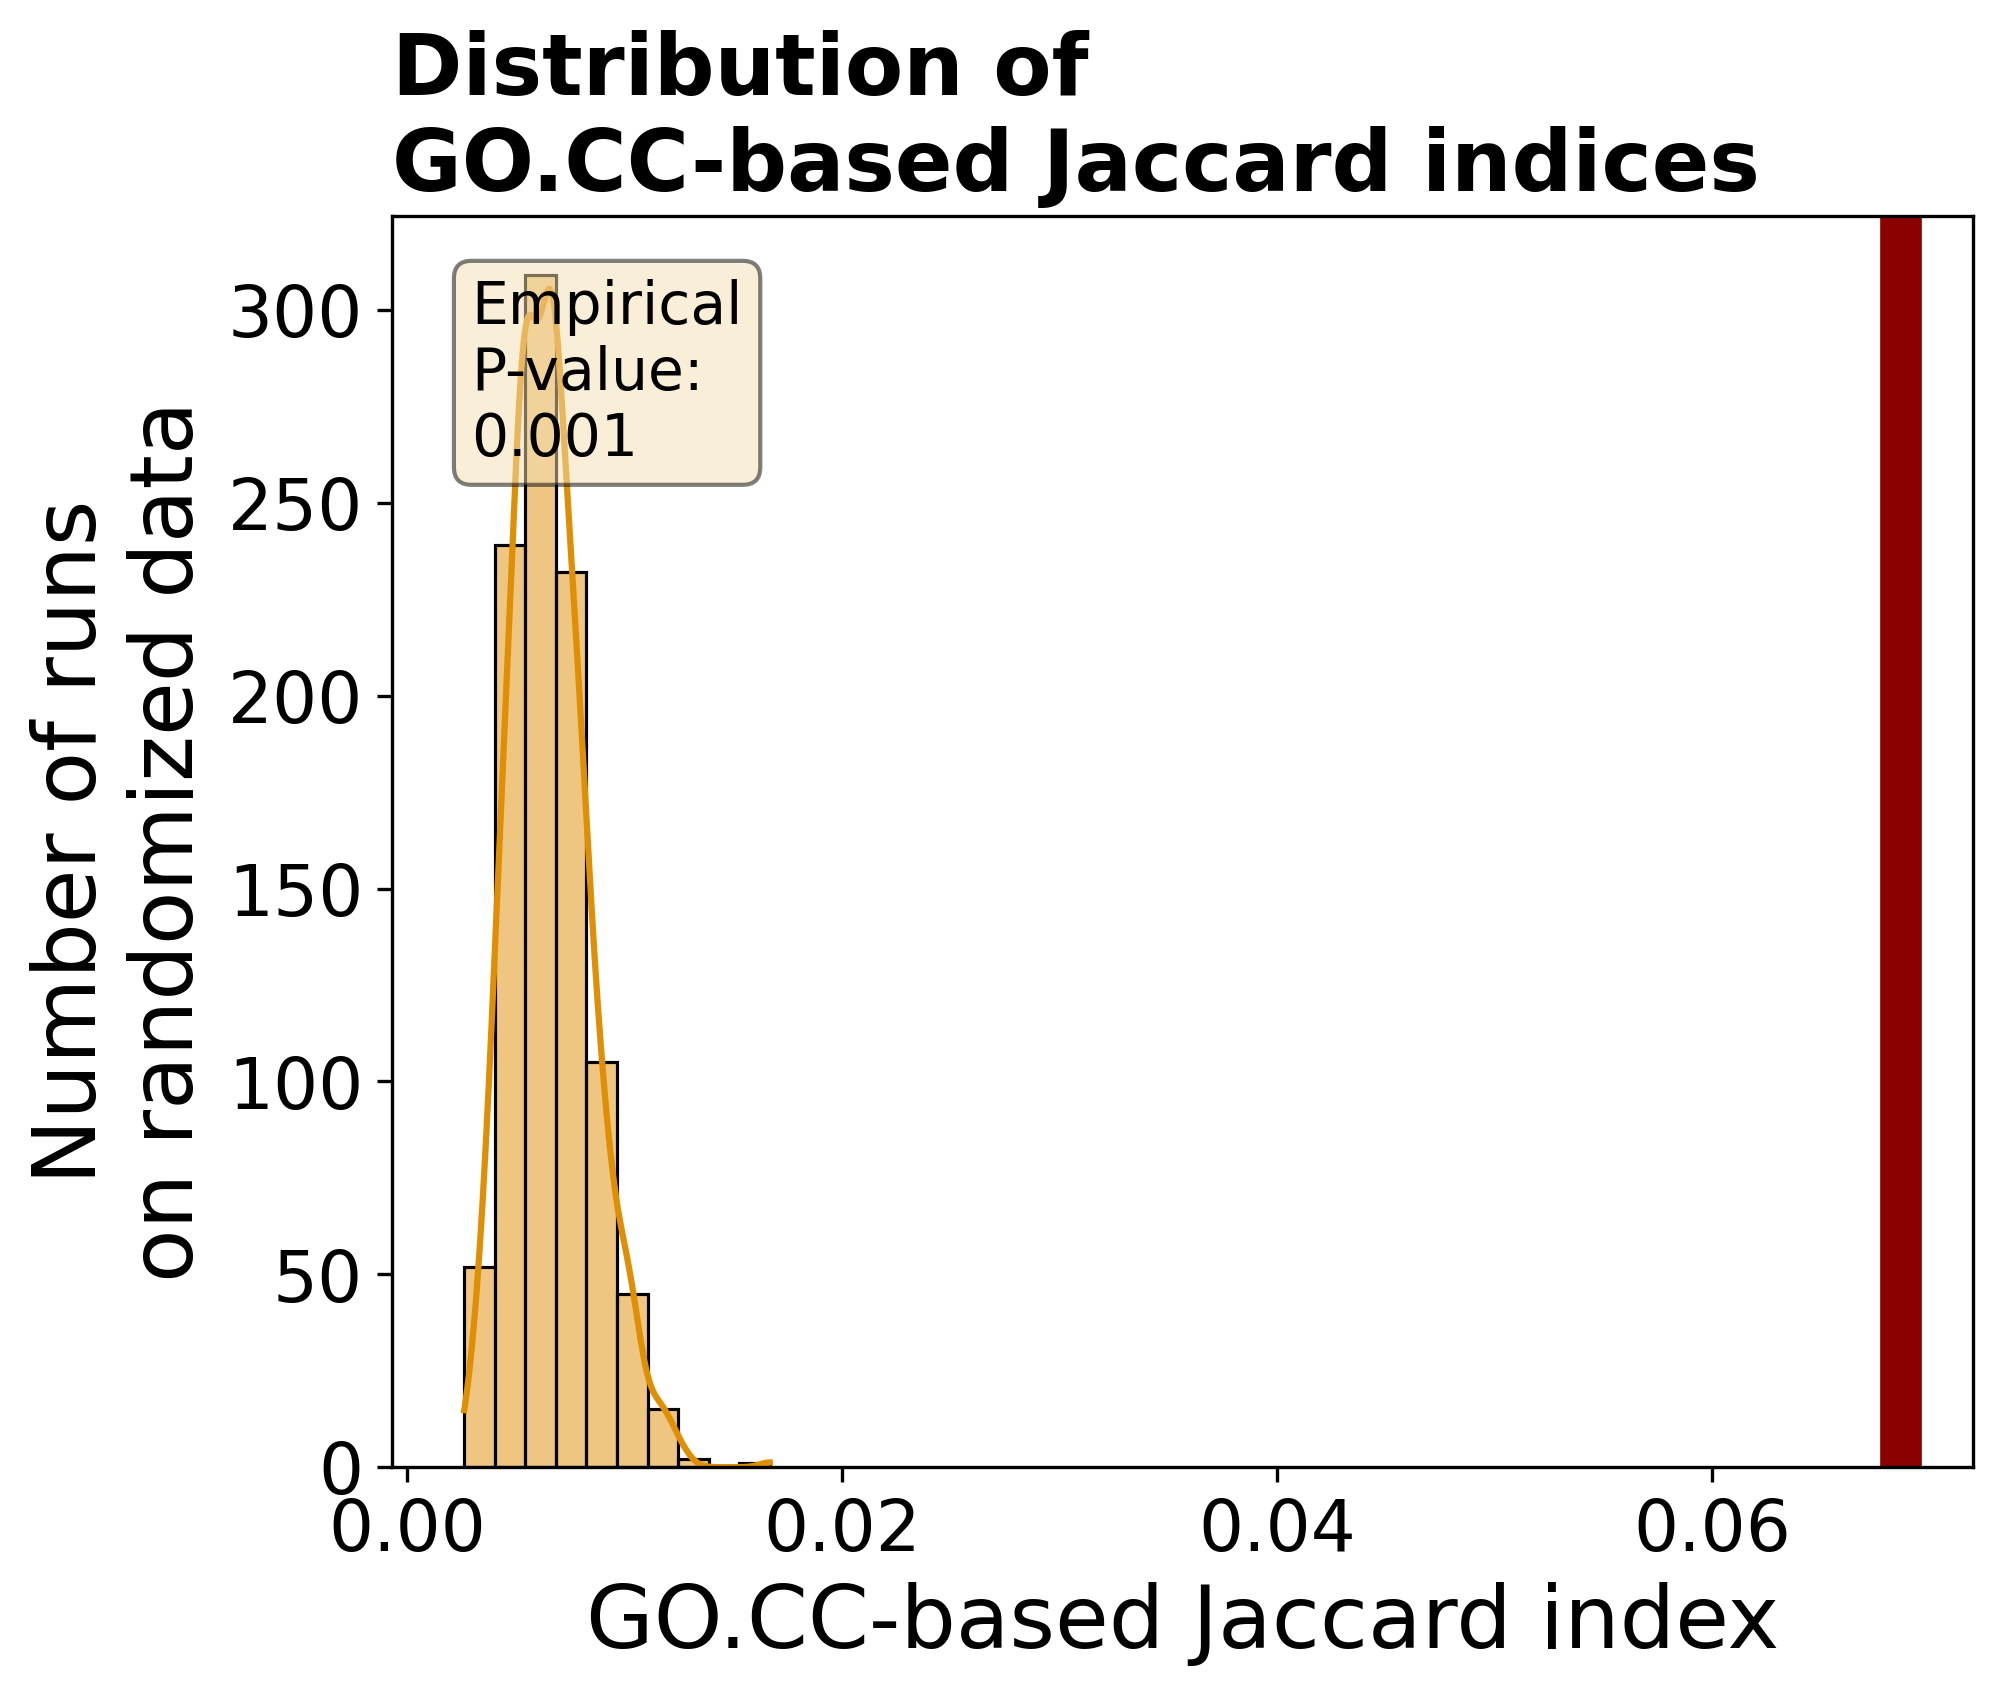 Distribution of
GO.CC-based Jaccard indices
Empirical
P-value:
0.001
Number of runs
on randomized data
300
250
200
150
100
50
0
0.00
0.02
0.04
0.06
GO.CC-based Jaccard index